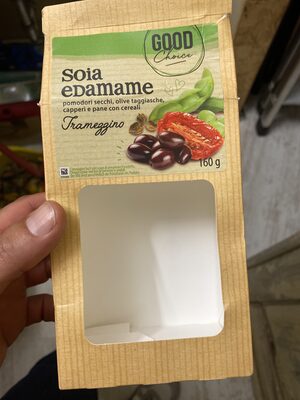 GOOD
Choice
SOIA
EDAMAME
pomodori secchi, olive taggiasche,
capperi e pane con cereali
Tramezzino
160 g